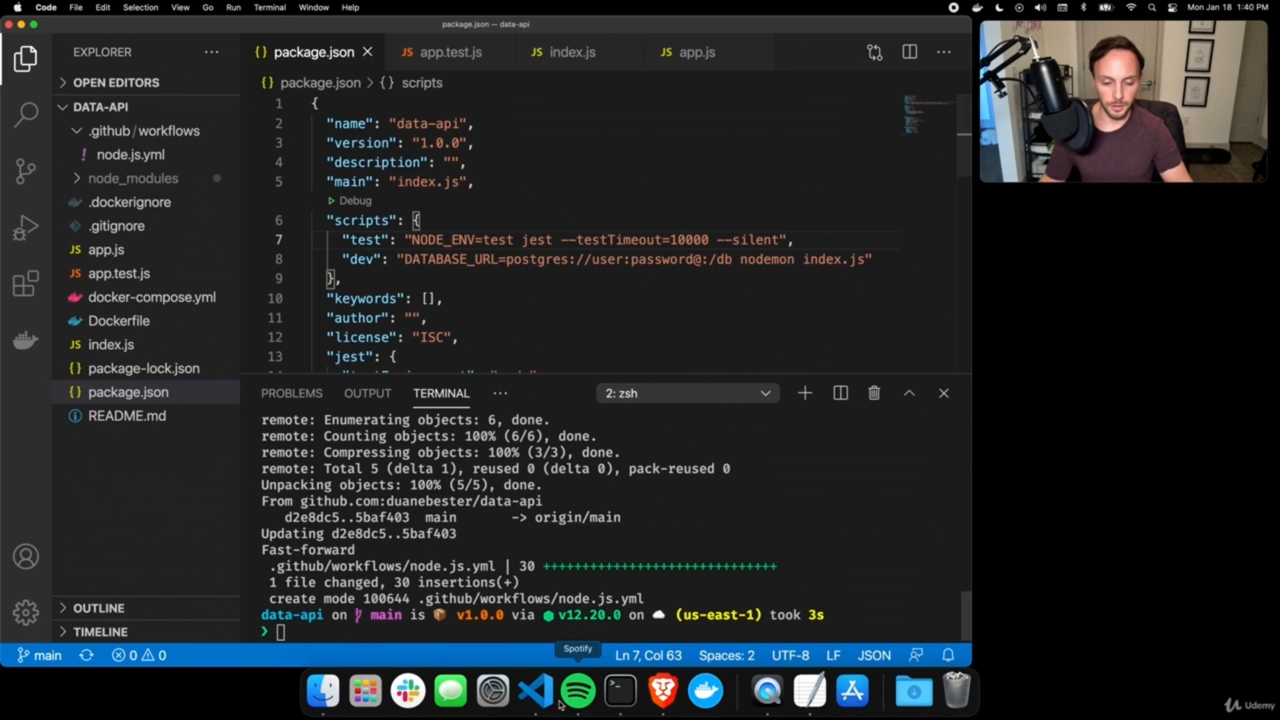 Code File Edit Selection View Go Run Terminal Window Help Mon Jan 18 1:40 PM
package.json — data-api
EXPLORER
OPEN EDITORS
DATA-API
.github/workflows
node.js.yml
node_modules
.dockerignore
.gitignore
app.js
app.test.js
docker-compose.yml
Dockerfile
index.js
package-lock.json
package.json
README.md
OUTLINE
TIMELINE
{} package.json JS app.test.js JS index.js JS app.js
{} package.json > {} scripts
1 {
2 "name": "data-api",
3 "version": "1.0.0",
4 "description": "",
5 "main": "index.js",
Debug
6 "scripts": {
7 "test": "NODE_ENV=test jest --testTimeout=10000 --silent",
8 "dev": "DATABASE_URL=postgres://user:password@:/db nodemon index.js"
9 },
10 "keywords": [],
11 "author": "",
12 "license": "ISC",
13 "jest": {
PROBLEMS OUTPUT TERMINAL ··· 2: zsh
remote: Enumerating objects: 6, done.
remote: Counting objects: 100% (6/6), done.
remote: Compressing objects: 100% (3/3), done.
remote: Total 5 (delta 1), reused 0 (delta 0), pack-reused 0
Unpacking objects: 100% (5/5), done.
From github.com:duanebester/data-api
d2e8dc5..5baf403 main -> origin/main
Updating d2e8dc5..5baf403
Fast-forward
.github/workflows/node.js.yml | 30 ++++++++++++++++++++++++++++++
1 file changed, 30 insertions(+)
create mode 100644 .github/workflows/node.js.yml
data-api on main is v1.0.0 via v12.20.0 on (us-east-1) took 3s
❯
Spotify
main 0 0 Ln 7, Col 63 Spaces: 2 UTF-8 LF JSON
Udemy